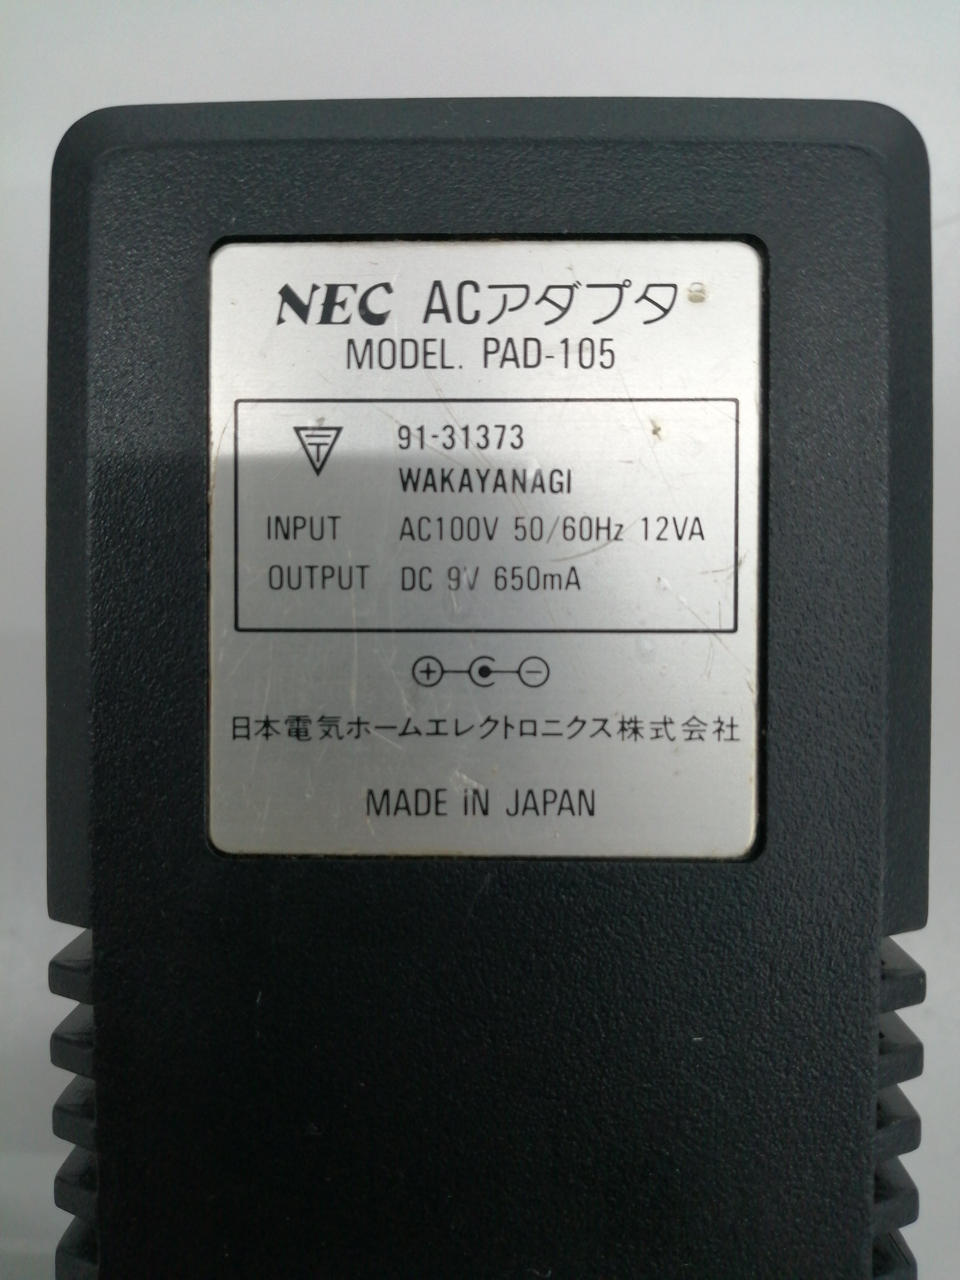 NEC ACアダプタ
MODEL. PAD-105
91-31373
WAKAYANAGI
INPUT AC100V 50/60Hz 12VA
OUTPUT DC 9V 650mA
日本電気ホームエレクトロニクス株式会社
MADE IN JAPAN